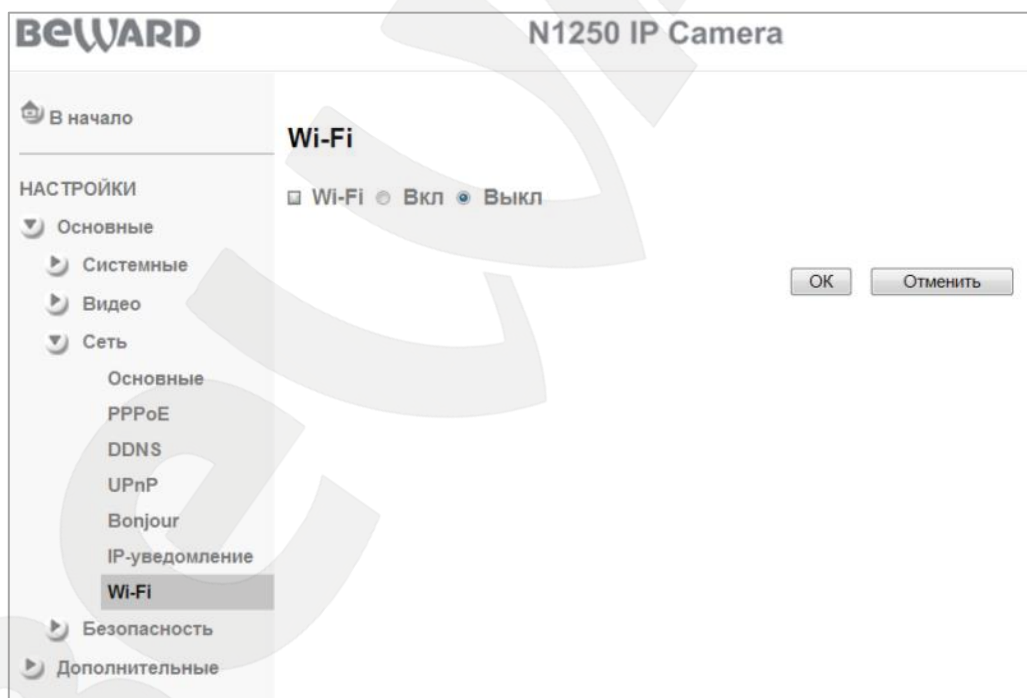 BEWARD
N1250 IP Camera
В начало
НАСТРОЙКИ
Основные
Системные
Видео
Сеть
Основные
PPPoE
DDNS
UPnP
Bonjour
IP-уведомление
Wi-Fi
Безопасность
Дополнительные
Wi-Fi
Wi-Fi Вкл Выкл
OK Отменить